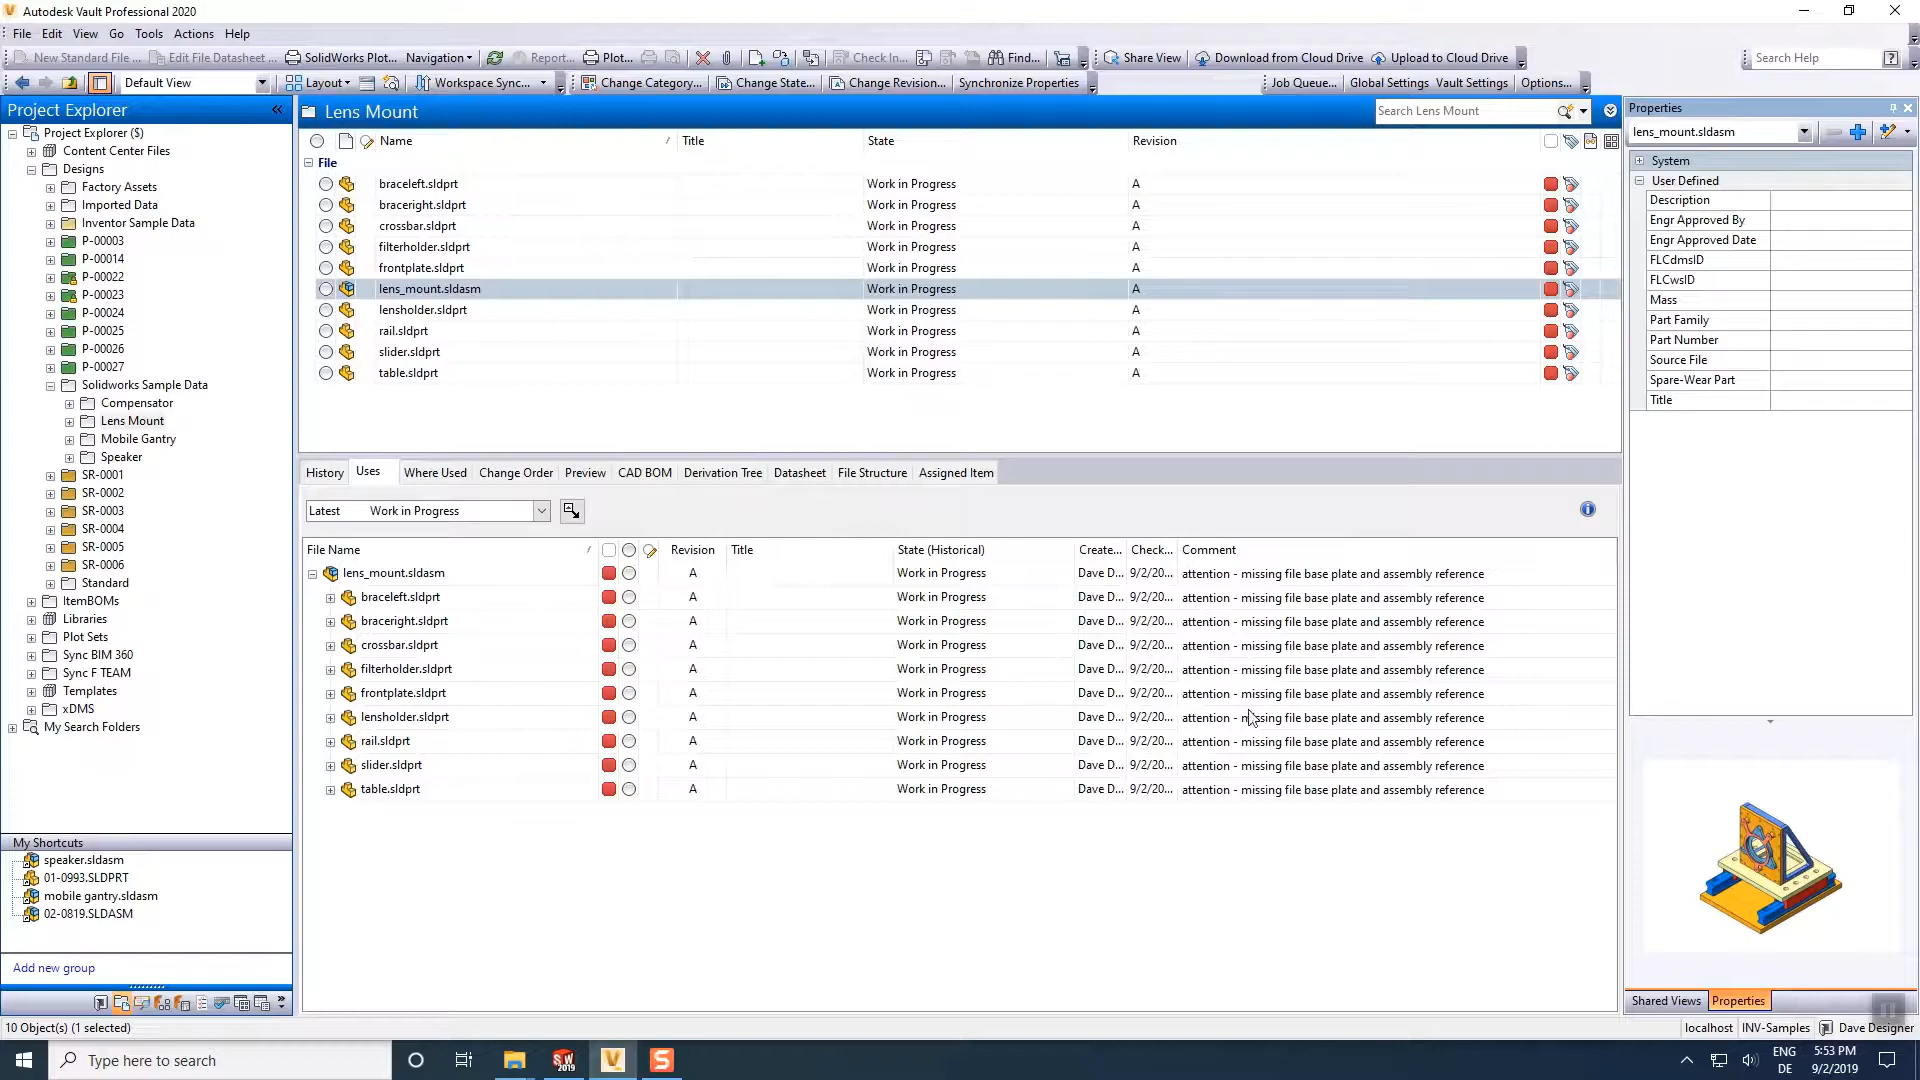 Autodesk Vault Professional 2020
File Edit View Go Tools Actions Help
New Standard File ... Edit File Datasheet ... SolidWorks Plot... Navigation Report... Plot... Check In... Find... Share View Download from Cloud Drive Upload to Cloud Drive Search Help
Default View Layout Workspace Sync... Change Category... Change State... Change Revision... Synchronize Properties Job Queue... Global Settings Vault Settings Options...
Project Explorer
Project Explorer ($)
Content Center Files
Designs
Factory Assets
Imported Data
Inventor Sample Data
P-00003
P-00014
P-00022
P-00023
P-00024
P-00025
P-00026
P-00027
Solidworks Sample Data
Compensator
Lens Mount
Mobile Gantry
Speaker
SR-0001
SR-0002
SR-0003
SR-0004
SR-0005
SR-0006
Standard
ItemBOMs
Libraries
Plot Sets
Sync BIM 360
Sync F TEAM
Templates
xDMS
My Search Folders
My Shortcuts
speaker.sldasm
01-0993.SLDPRT
mobile gantry.sldasm
02-0819.SLDASM
Add new group
Lens Mount Search Lens Mount
Name Title State Revision
File
braceleft.sldprt Work in Progress A
braceright.sldprt Work in Progress A
crossbar.sldprt Work in Progress A
filterholder.sldprt Work in Progress A
frontplate.sldprt Work in Progress A
lens_mount.sldasm Work in Progress A
lensholder.sldprt Work in Progress A
rail.sldprt Work in Progress A
slider.sldprt Work in Progress A
table.sldprt Work in Progress A
History Uses Where Used Change Order Preview CAD BOM Derivation Tree Datasheet File Structure Assigned Item
Latest Work in Progress
File Name Revision Title State (Historical) Create... Check... Comment
lens_mount.sldasm A Work in Progress Dave D... 9/2/20... attention - missing file base plate and assembly reference
braceleft.sldprt A Work in Progress Dave D... 9/2/20... attention - missing file base plate and assembly reference
braceright.sldprt A Work in Progress Dave D... 9/2/20... attention - missing file base plate and assembly reference
crossbar.sldprt A Work in Progress Dave D... 9/2/20... attention - missing file base plate and assembly reference
filterholder.sldprt A Work in Progress Dave D... 9/2/20... attention - missing file base plate and assembly reference
frontplate.sldprt A Work in Progress Dave D... 9/2/20... attention - missing file base plate and assembly reference
lensholder.sldprt A Work in Progress Dave D... 9/2/20... attention - missing file base plate and assembly reference
rail.sldprt A Work in Progress Dave D... 9/2/20... attention - missing file base plate and assembly reference
slider.sldprt A Work in Progress Dave D... 9/2/20... attention - missing file base plate and assembly reference
table.sldprt A Work in Progress Dave D... 9/2/20... attention - missing file base plate and assembly reference
Properties
lens_mount.sldasm
System
User Defined
Description
Engr Approved By
Engr Approved Date
FLCdmsID
FLCwsID
Mass
Part Family
Part Number
Source File
Spare-Wear Part
Title
Shared Views Properties
10 Object(s) (1 selected) localhost INV-Samples Dave Designer
Type here to search SW 2019 S ENG DE 5:53 PM 9/2/2019